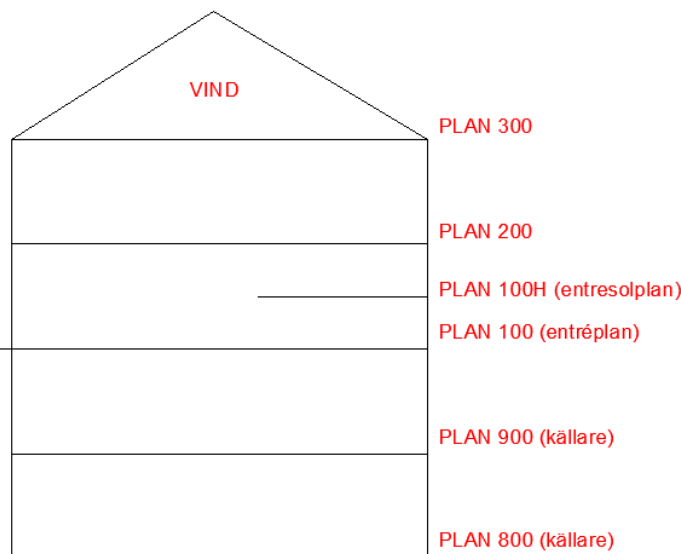 VIND
PLAN 300
PLAN 200
PLAN 100H (entresolplan)
PLAN 100 (entréplan)
PLAN 900 (källare)
PLAN 800 (källare)